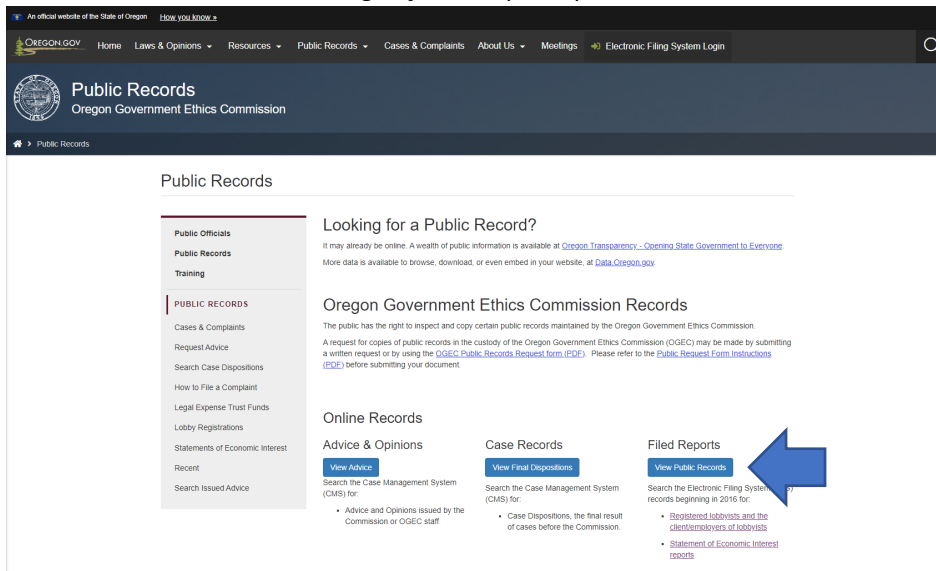 An official website of the State of Oregon How you know »
OREGON.GOV Home Laws & Opinions Resources Public Records Cases & Complaints About Us Meetings Electronic Filing System Login
Public Records
Oregon Government Ethics Commission
> Public Records
Public Records
Public Officials
Public Records
Training
PUBLIC RECORDS
Cases & Complaints
Request Advice
Search Case Dispositions
How to File a Complaint
Legal Expense Trust Funds
Lobby Registrations
Statements of Economic Interest
Recent
Search Issued Advice
Looking for a Public Record?
It may already be online. A wealth of public information is available at Oregon Transparency - Opening State Government to Everyone.
More data is available to browse, download, or even embed in your website, at Data.Oregon.gov.
Oregon Government Ethics Commission Records
The public has the right to inspect and copy certain public records maintained by the Oregon Government Ethics Commission.
A request for copies of public records in the custody of the Oregon Government Ethics Commission (OGEC) may be made by submitting
a written request or by using the OGEC Public Records Request form (PDF). Please refer to the Public Request Form Instructions
(PDF) before submitting your document.
Online Records
Advice & Opinions
View Advice
Search the Case Management System
(CMS) for:
• Advice and Opinions issued by the
Commission or OGEC staff
Case Records
View Final Dispositions
Search the Case Management System
(CMS) for:
• Case Dispositions, the final result
of cases before the Commission.
Filed Reports
View Public Records
Search the Electronic Filing System S)
records beginning in 2016 for:
• Registered lobbyists and the
client/employers of lobbyists
• Statement of Economic Interest
reports